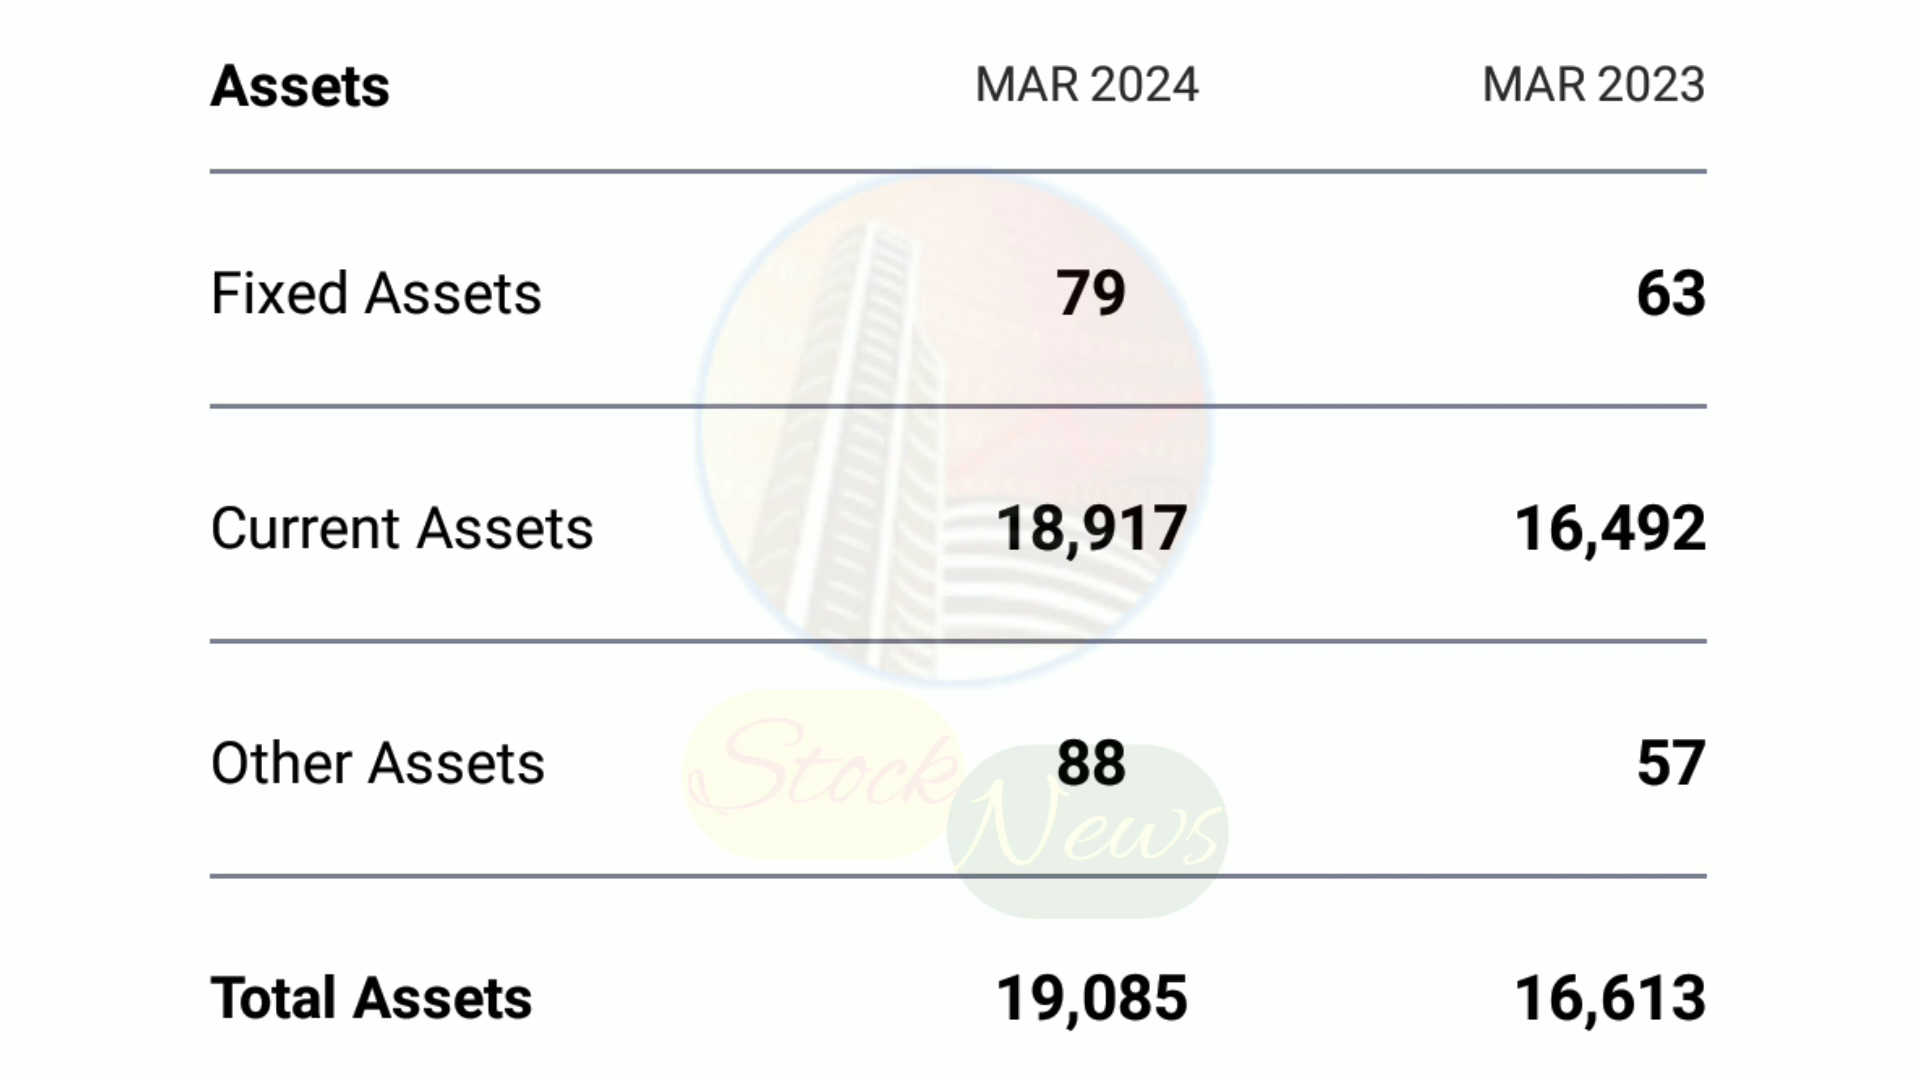 Assets MAR 2024 MAR 2023
Fixed Assets 79 63
Current Assets 18,917 16,492
Other Assets 88 57
Stock
News
Total Assets 19,085 16,613